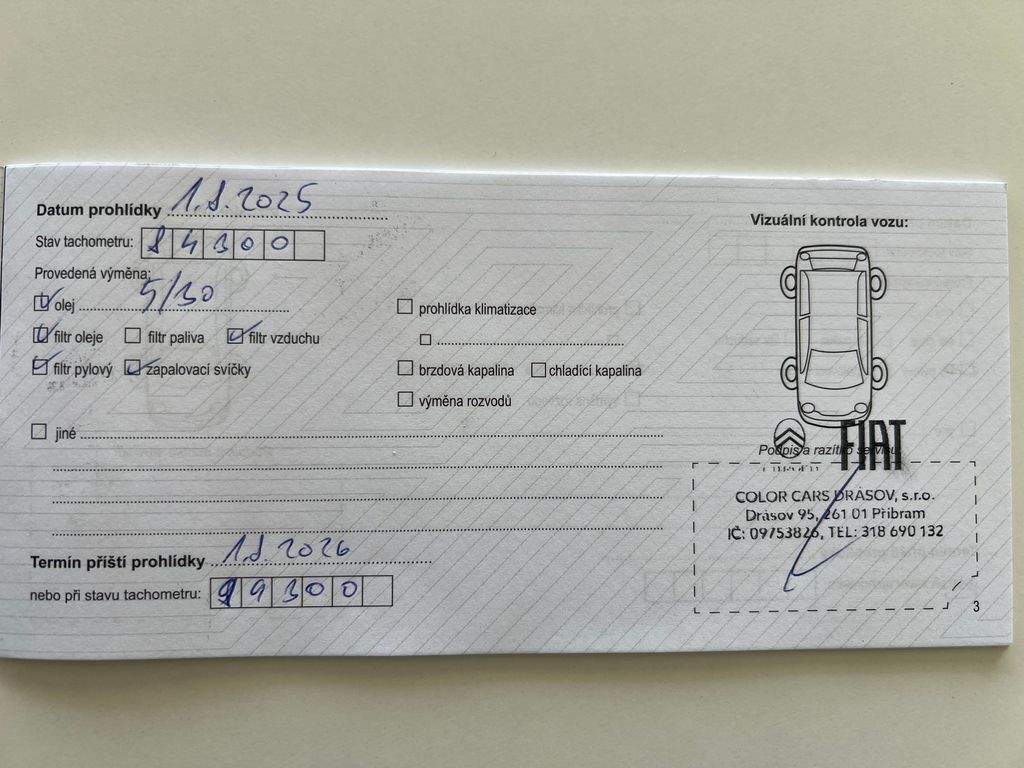 Datum prohlídky 1.8.2025
Stav tachometru: 84300
Provedená výměna:
olej 5/30
filtr oleje filtr paliva filtr vzduchu
filtr pylový zapalovací svíčky
jiné
prohlídka klimatizace
brzdová kapalina chladící kapalina
výměna rozvodů
Termín příští prohlídky 1.8.2026
nebo při stavu tachometru: 99300
Vizuální kontrola vozu:
FIAT
Podpis a razítko servisu
COLOR CARS DRÁSOV, s.r.o.
Drásov 95, 261 01 Příbram
IČ: 09753826, TEL: 318 690 132
3